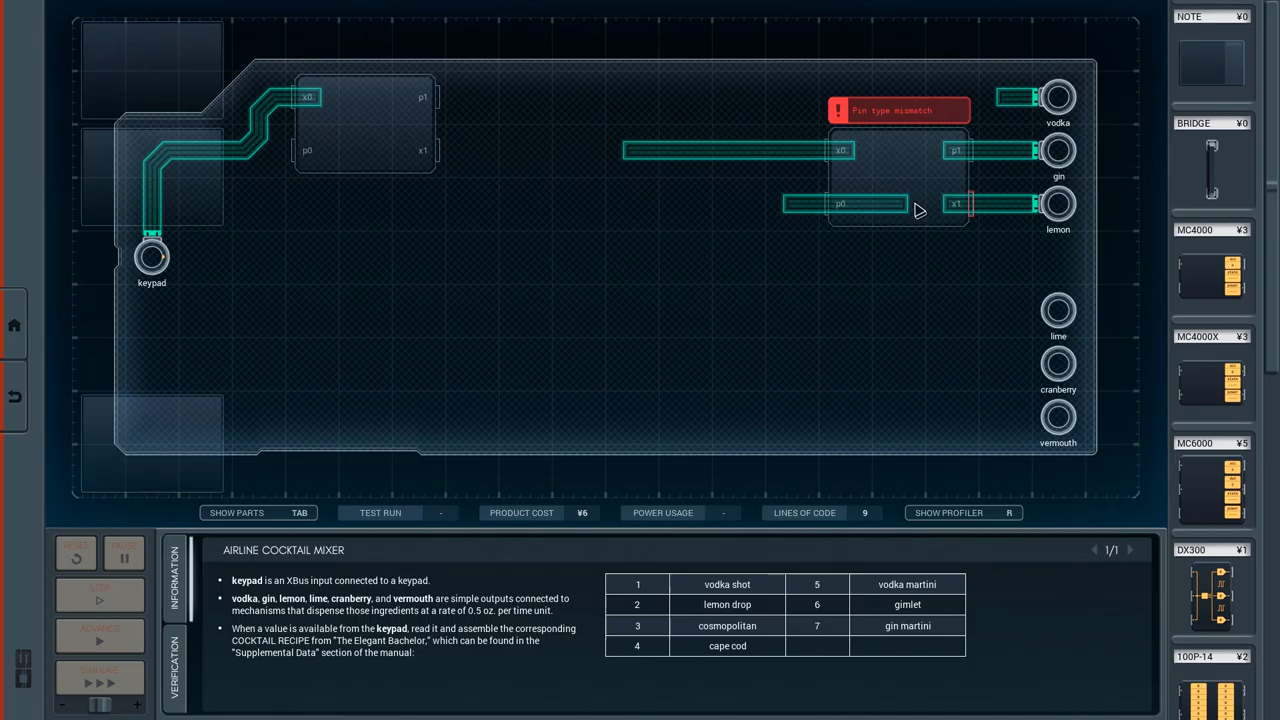 NOTE ¥0
BRIDGE ¥0
MC4000 ¥3
MC4000X ¥3
MC6000 ¥5
DX300 ¥1
100P-14 ¥2
x0 p1
p0 x1
Pin type mismatch
x0 p1
p0 x1
keypad
vodka
gin
lemon
lime
cranberry
vermouth
SHOW PARTS TAB
TEST RUN -
PRODUCT COST ¥6
POWER USAGE -
LINES OF CODE 9
SHOW PROFILER R
RESET
PAUSE
STEP
ADVANCE
SIMULATE
- +
INFORMATION
VERIFICATION
AIRLINE COCKTAIL MIXER
1/1
keypad is an XBus input connected to a keypad.
vodka, gin, lemon, lime, cranberry, and vermouth are simple outputs connected to
mechanisms that dispense those ingredients at a rate of 0.5 oz. per time unit.
When a value is available from the keypad, read it and assemble the corresponding
COCKTAIL RECIPE from "The Elegant Bachelor," which can be found in the
"Supplemental Data" section of the manual:
1 vodka shot 5 vodka martini
2 lemon drop 6 gimlet
3 cosmopolitan 7 gin martini
4 cape cod